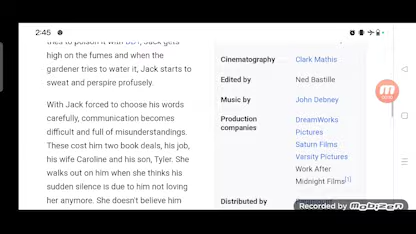 2:45
tries to poison it with DDT, Jack gets
high on the fumes and when the
gardener tries to water it, Jack starts to
sweat and perspire profusely.
With Jack forced to choose his words
carefully, communication becomes
difficult and full of misunderstandings.
These cost him two book deals, his job,
his wife Caroline and his son, Tyler. She
walks out on him when she thinks his
sudden silence is due to him not loving
her anymore. She doesn't believe him
Cinematography Clark Mathis
Edited by Ned Bastille
Music by John Debney
Production DreamWorks
companies Pictures
Saturn Films
Varsity Pictures
Work After
Midnight Films[1]
Distributed by
Recorded by Mobizen